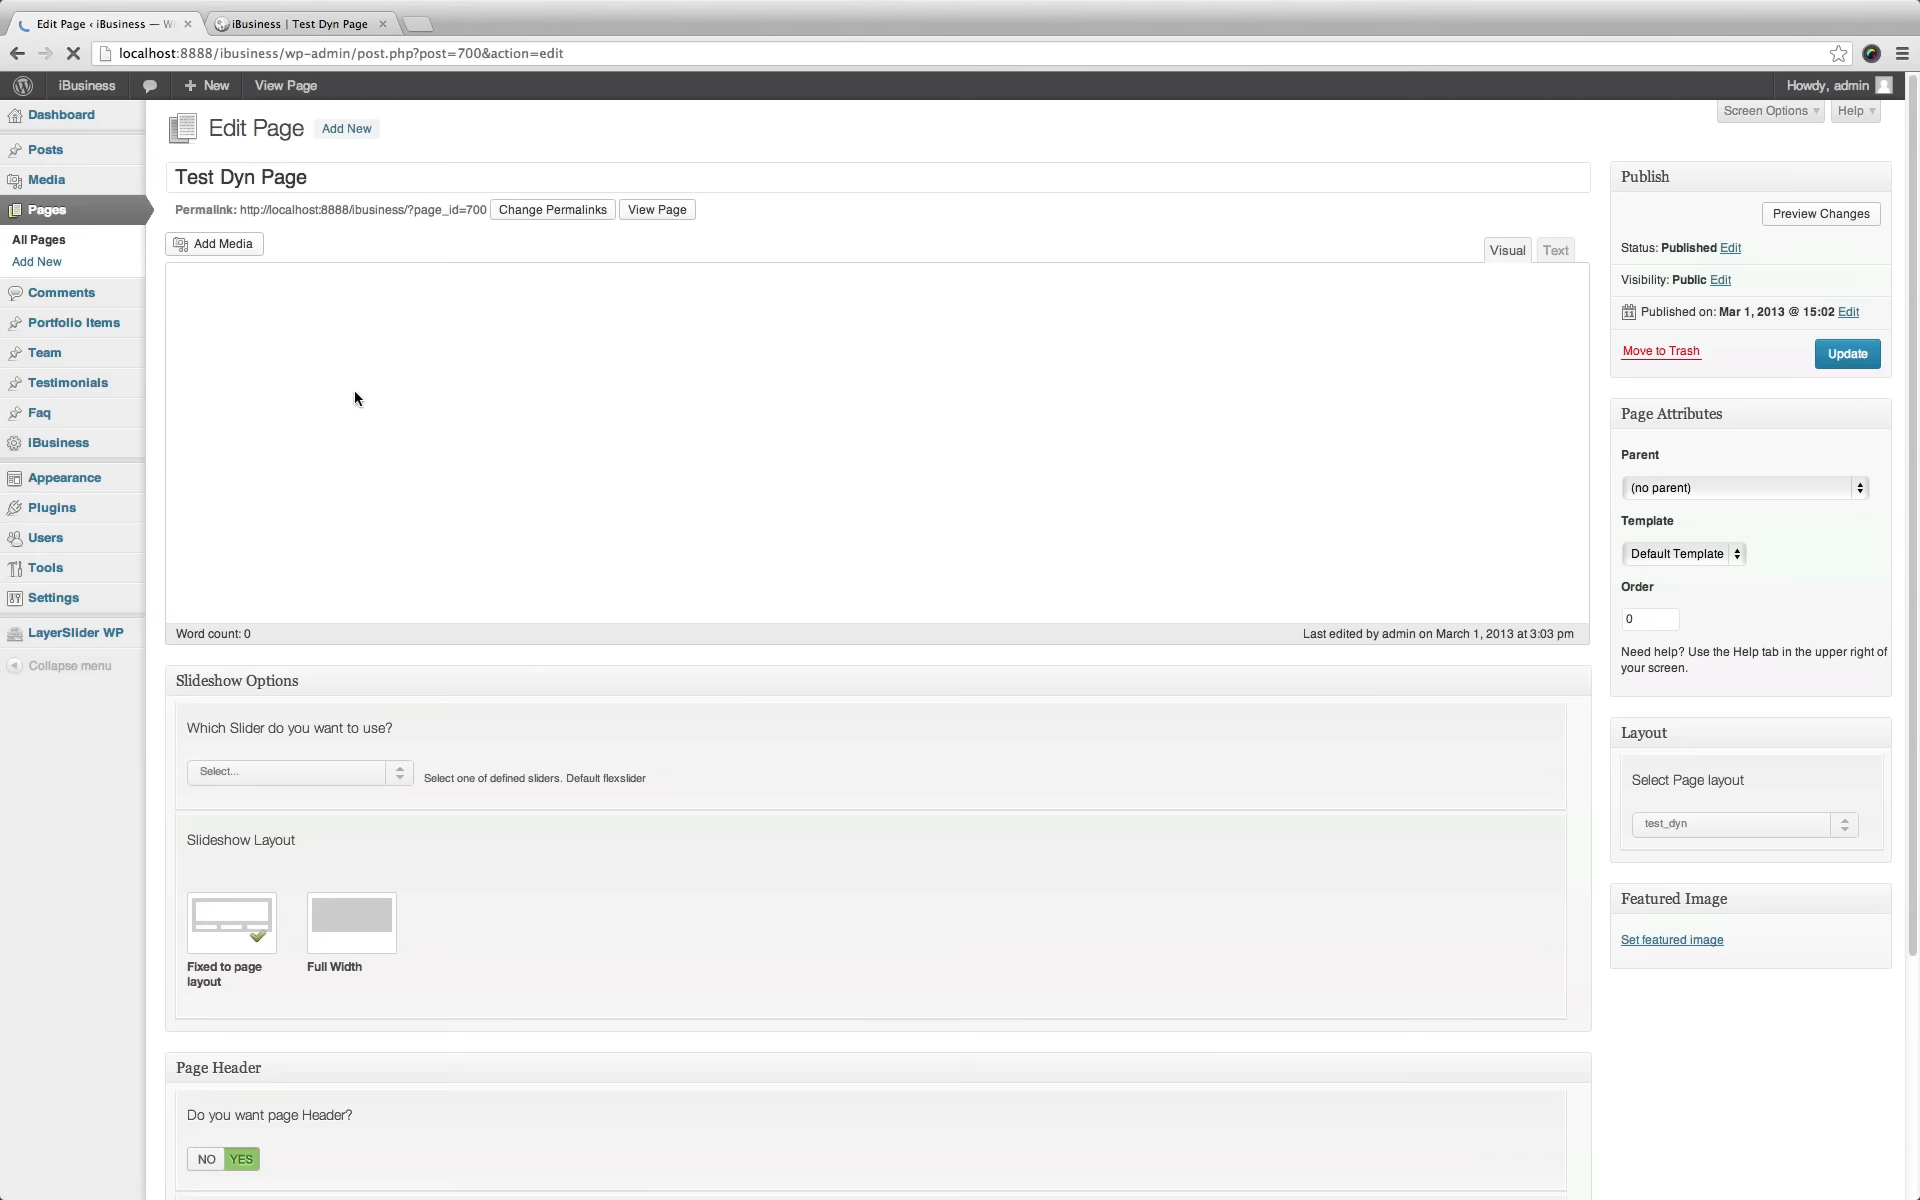 Edit Page ‹ iBusiness — W
iBusiness | Test Dyn Page
localhost:8888/ibusiness/wp-admin/post.php?post=700&action=edit
iBusiness
New
View Page
Howdy, admin
Dashboard
Posts
Media
Pages
All Pages
Add New
Comments
Portfolio Items
Team
Testimonials
Faq
iBusiness
Appearance
Plugins
Users
Tools
Settings
LayerSlider WP
Collapse menu
Screen Options
Help
Edit Page
Add New
Test Dyn Page
Permalink: http://localhost:8888/ibusiness/?page_id=700 Change Permalinks View Page
Add Media
Visual
Text
Word count: 0
Last edited by admin on March 1, 2013 at 3:03 pm
Slideshow Options
Which Slider do you want to use?
Select...
Select one of defined sliders. Default flexslider
Slideshow Layout
Fixed to page
layout
Full Width
Page Header
Do you want page Header?
NO YES
Publish
Preview Changes
Status: Published Edit
Visibility: Public Edit
11
Published on: Mar 1, 2013 @ 15:02 Edit
Move to Trash
Update
Page Attributes
Parent
(no parent)
Template
Default Template
Order
0
Need help? Use the Help tab in the upper right of
your screen.
Layout
Select Page layout
test_dyn
Featured Image
Set featured image